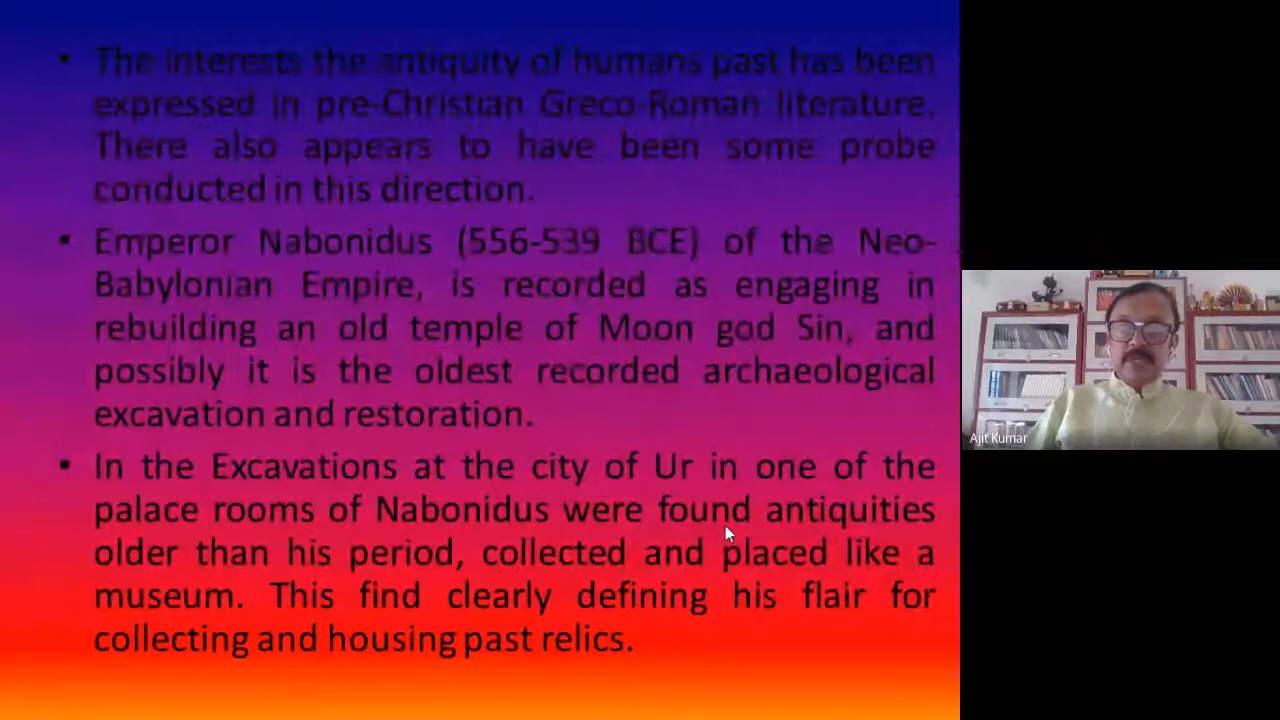 • The interests the antiquity of humans past has been
expressed in pre-Christian Greco-Roman literature.
There also appears to have been some probe
conducted in this direction.
• Emperor Nabonidus (556-539 BCE) of the Neo-
Babylonian Empire, is recorded as engaging in
rebuilding an old temple of Moon god Sin, and
possibly it is the oldest recorded archaeological
excavation and restoration.
• In the Excavations at the city of Ur in one of the
palace rooms of Nabonidus were found antiquities
older than his period, collected and placed like a
museum. This find clearly defining his flair for
collecting and housing past relics.
Ajit Kumar